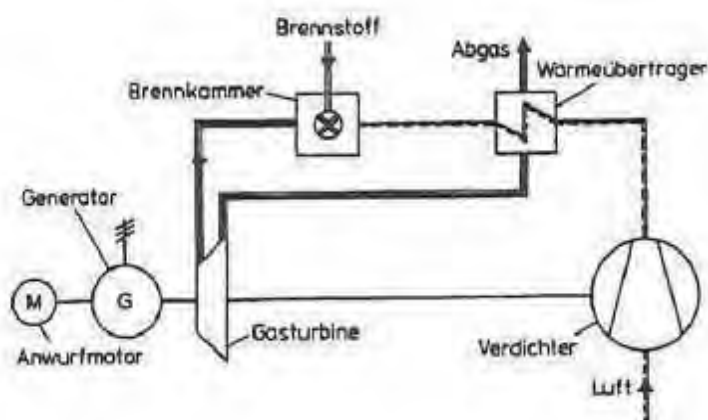 Brennstoff
Abgas
Wärmeübertrager
Brennkammer
Generator
M
G
Anwurfmotor
Gasturbine
Verdichter
Luft